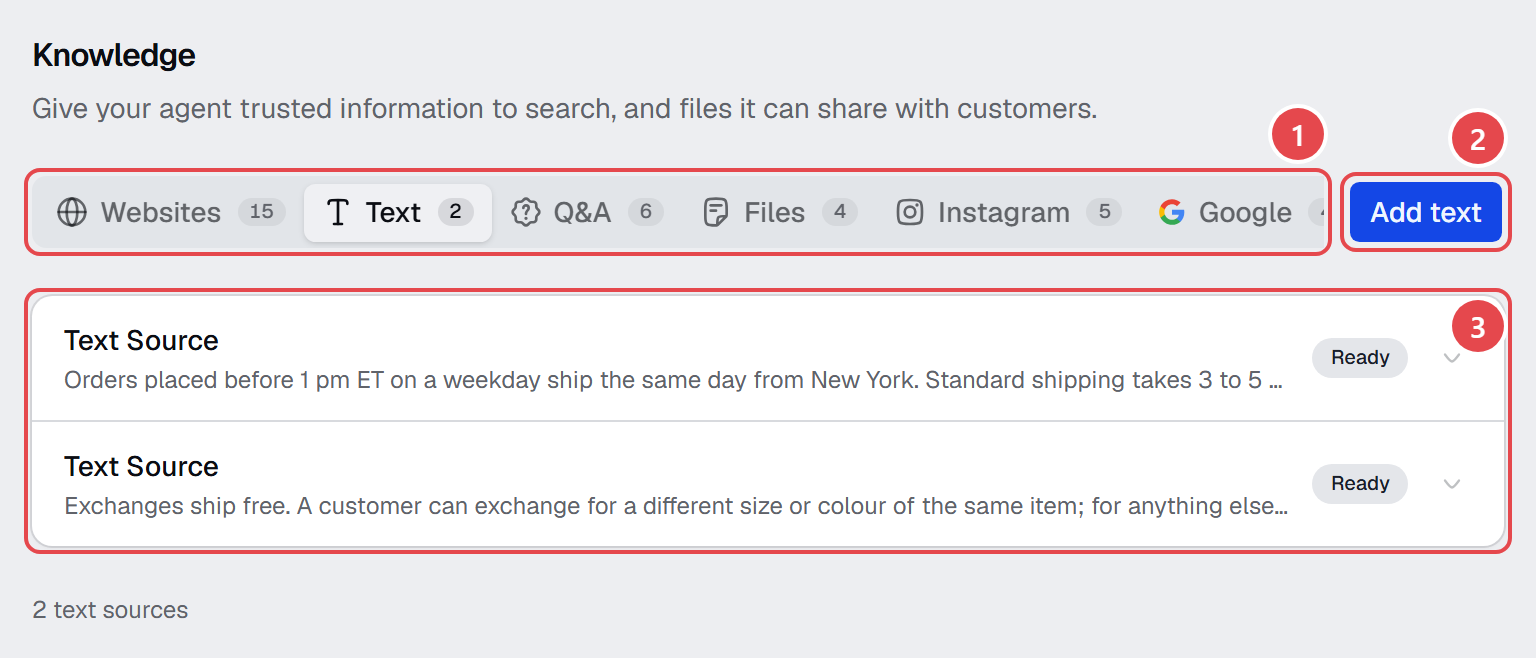 Knowledge
Give your agent trusted information to search, and files it can share with customers.
1
2
Websites 15 Text 2 Q&A 6 Files 4 Instagram 5 Google
Add text
3
Text Source
Orders placed before 1 pm ET on a weekday ship the same day from New York. Standard shipping takes 3 to 5 ...
Ready
Text Source
Exchanges ship free. A customer can exchange for a different size or colour of the same item; for anything else...
Ready
2 text sources